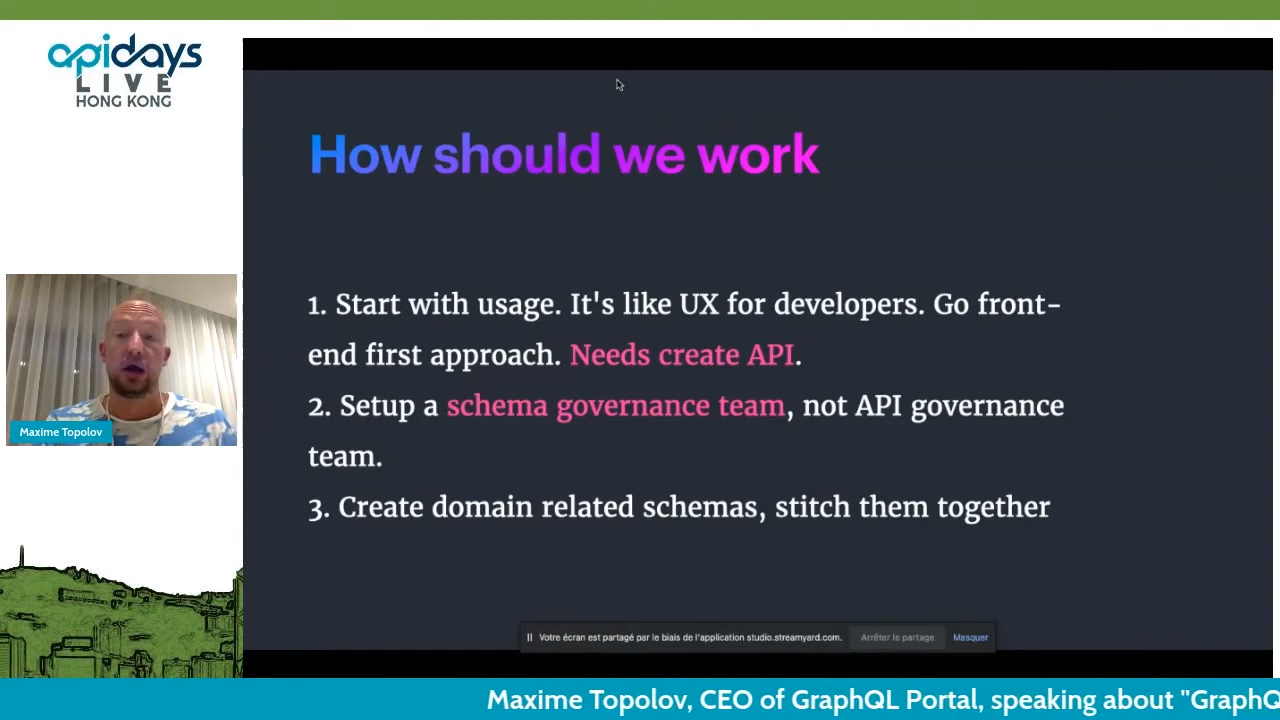 apidays
LIVE
HONG KONG
How should we work
1. Start with usage. It's like UX for developers. Go front-
end first approach. Needs create API.
2. Setup a schema governance team, not API governance
team.
3. Create domain related schemas, stitch them together
Maxime Topolov
Votre écran est partagé par le biais de l'application studio.streamyard.com.
Arrêter le partage
Masquer
Maxime Topolov, CEO of GraphQL Portal, speaking about "GraphQ